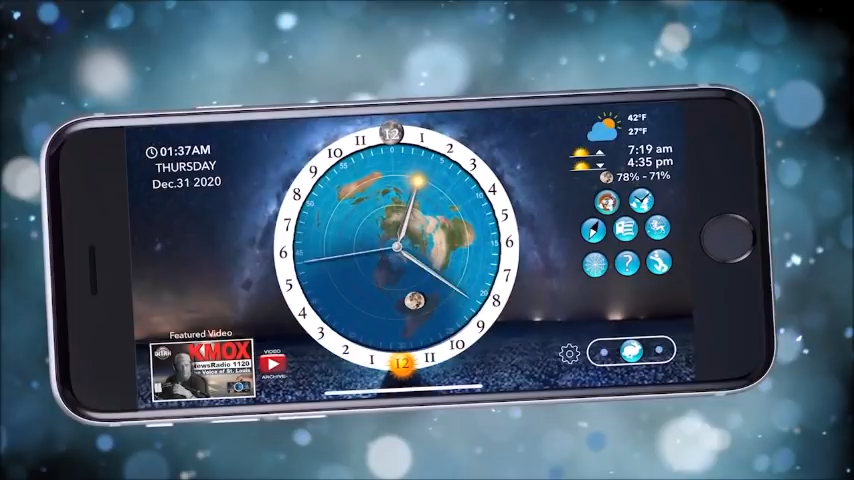 01:37AM
THURSDAY
Dec.31 2020
42°F
27°F
7:19 am
4:35 pm
78% - 71%
12
1
2
3
4
5
6
7
8
9
10
11
12
1
2
3
4
5
6
7
8
9
10
11
Featured Video
KMOX
NewsRadio 1120
The Voice of St. Louis
VIDEO
ARCHIVE
?